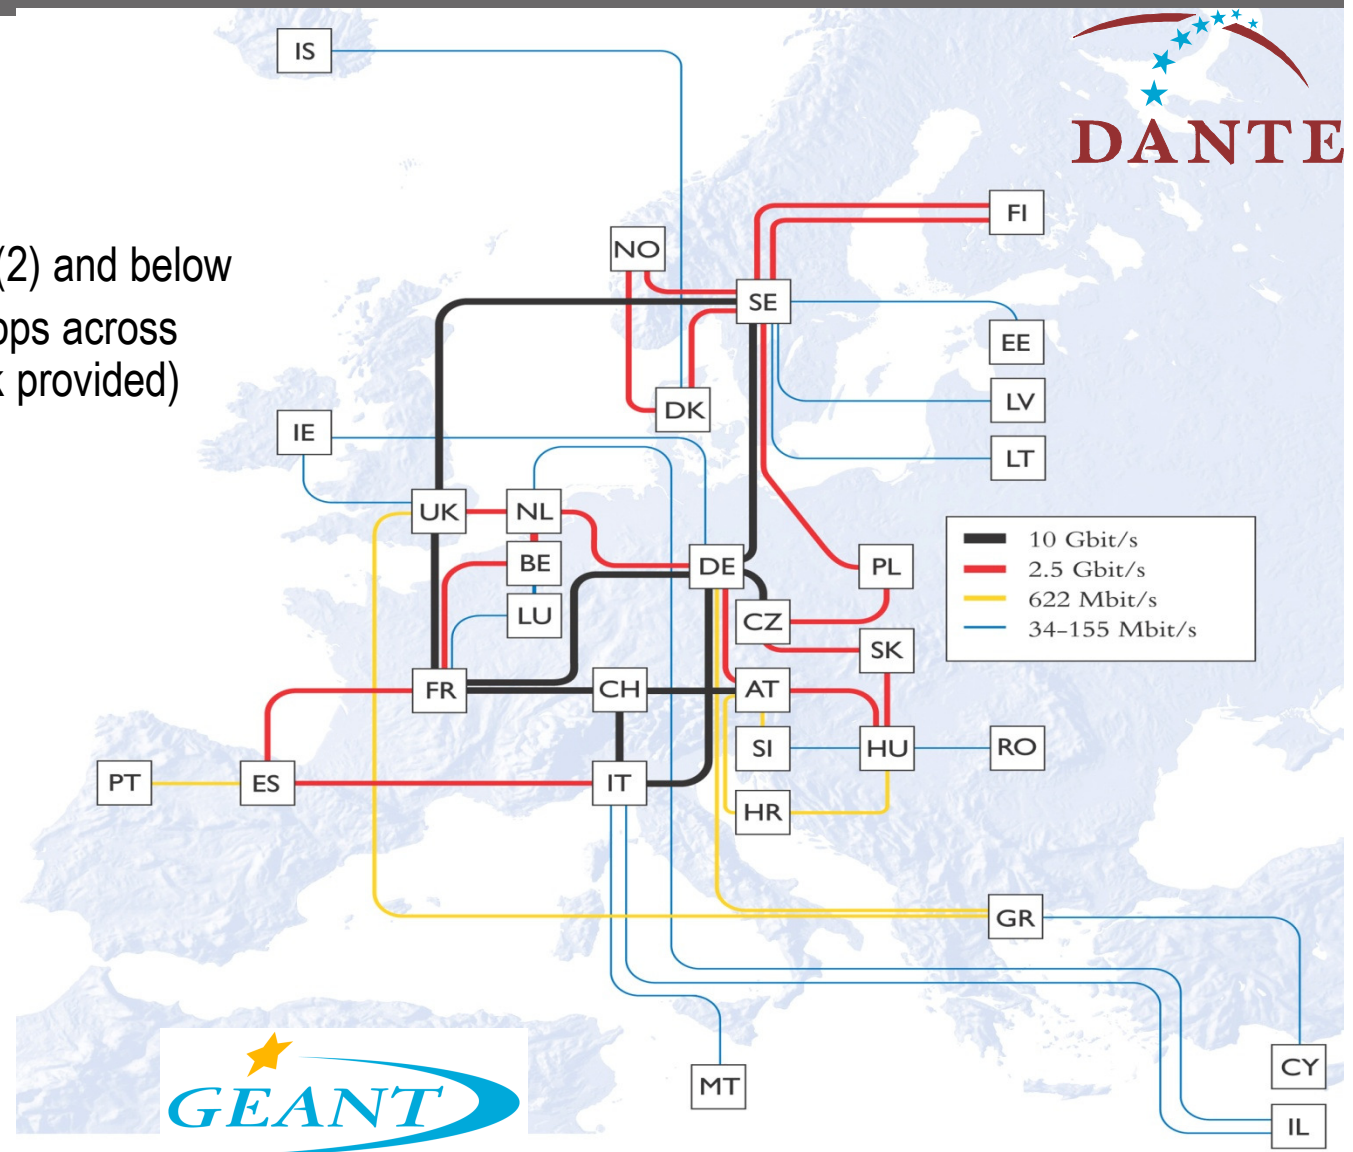 IS
DANTE
FI
(2) and below
NO
SE
ops across
EE
provided)
LV
DK
IE
LT
UK
NL
10 Gbit/s
BE
DE
PL
2.5 Gbit/s
622 Mbit/s
LU
CZ
34–155 Mbit/s
SK
FR
CH
AT
SI
HU
RO
PT
ES
IT
HR
GR
CY
GEANT
MT
IL